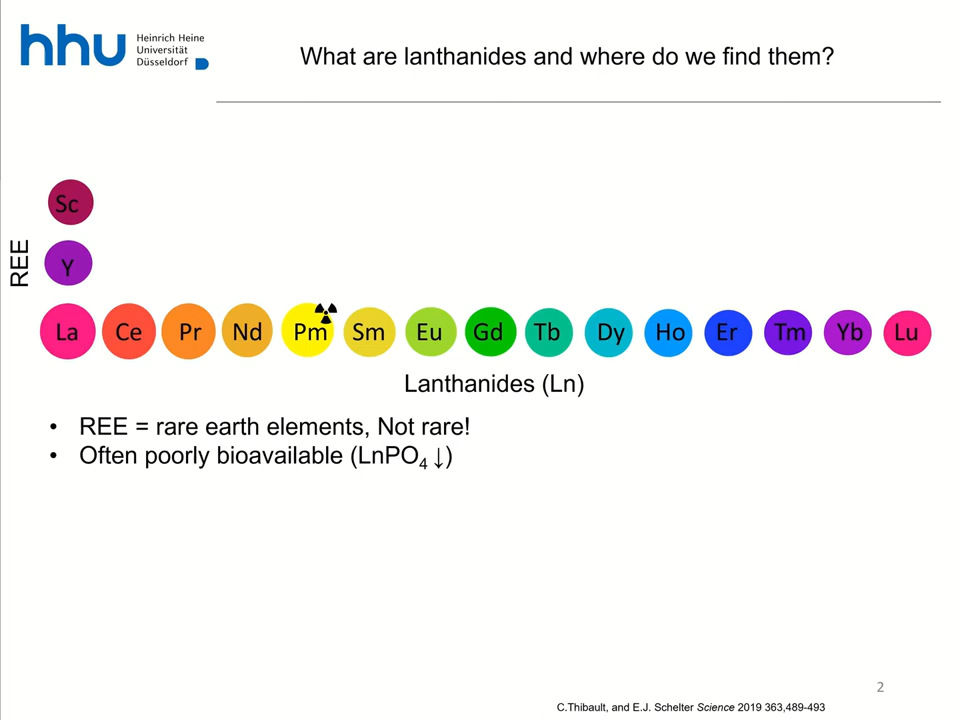 hhu Heinrich Heine
Universität
Düsseldorf
What are lanthanides and where do we find them?
Sc
REE
Y
La Ce Pr Nd Pm Sm Eu Gd Tb Dy Ho Er Tm Yb Lu
Lanthanides (Ln)
• REE = rare earth elements, Not rare!
• Often poorly bioavailable (LnPO₄ ↓)
2
C.Thibault, and E.J. Schelter Science 2019 363,489-493